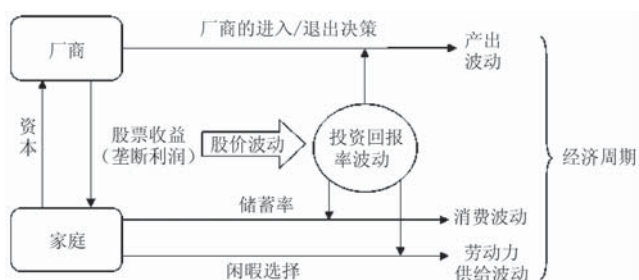 厂商的进入/退出决策
厂商
产出
波动
资
本
股票收益
(垄断利润)
股价波动
投资回报
率波动
经济周期
储蓄率
消费波动
家庭
闲暇选择
劳动力
供给波动